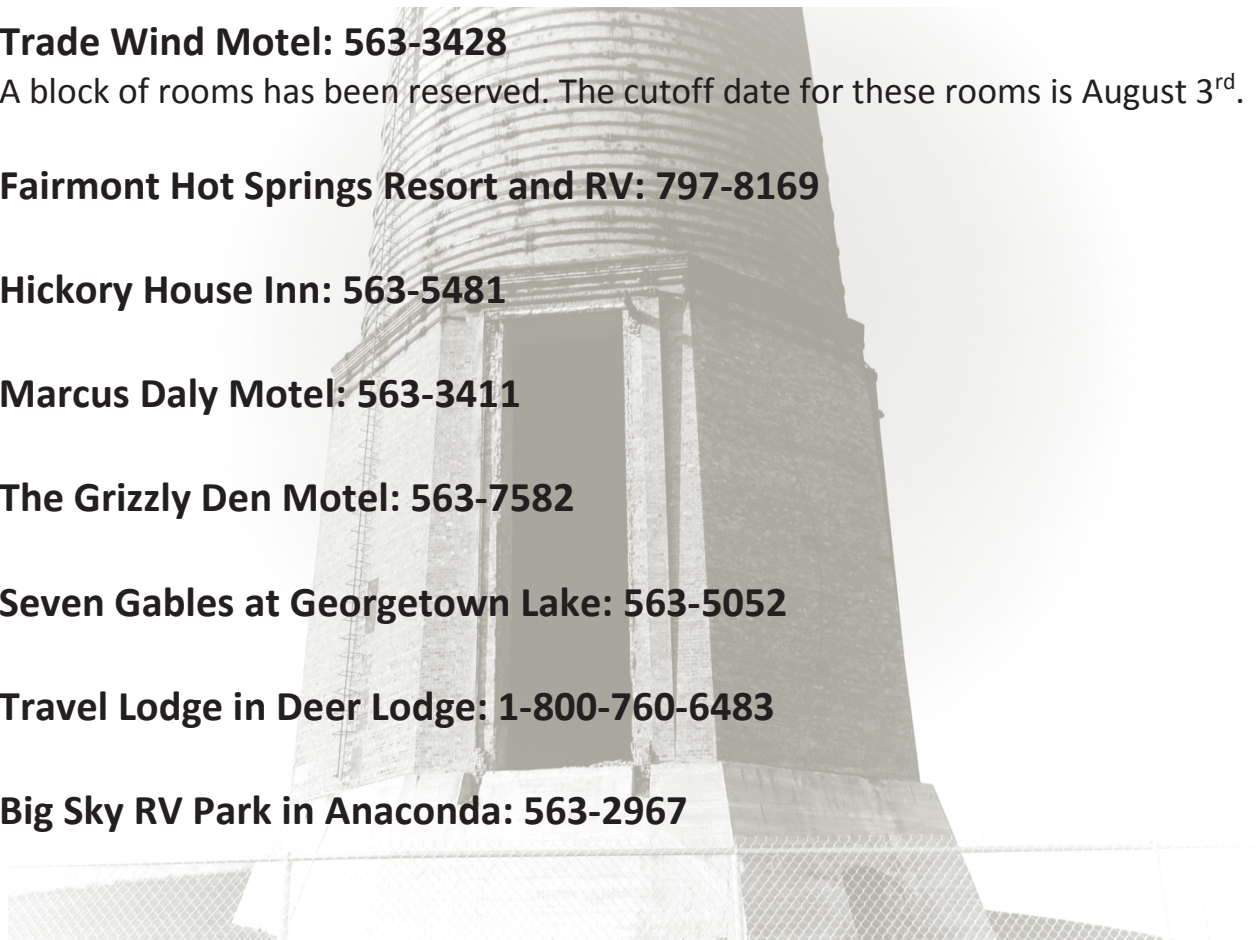 Trade Wind Motel: 563-3428
A block of rooms has been reserved. The cutoff date for these rooms is August 3rd.
Fairmont Hot Springs Resort and RV: 797-8169
Hickory House Inn: 563-5481
Marcus Daly Motel: 563-3411
The Grizzly Den Motel: 563-7582
Seven Gables at Georgetown Lake: 563-5052
Travel Lodge in Deer Lodge: 1-800-760-6483
Big Sky RV Park in Anaconda: 563-2967